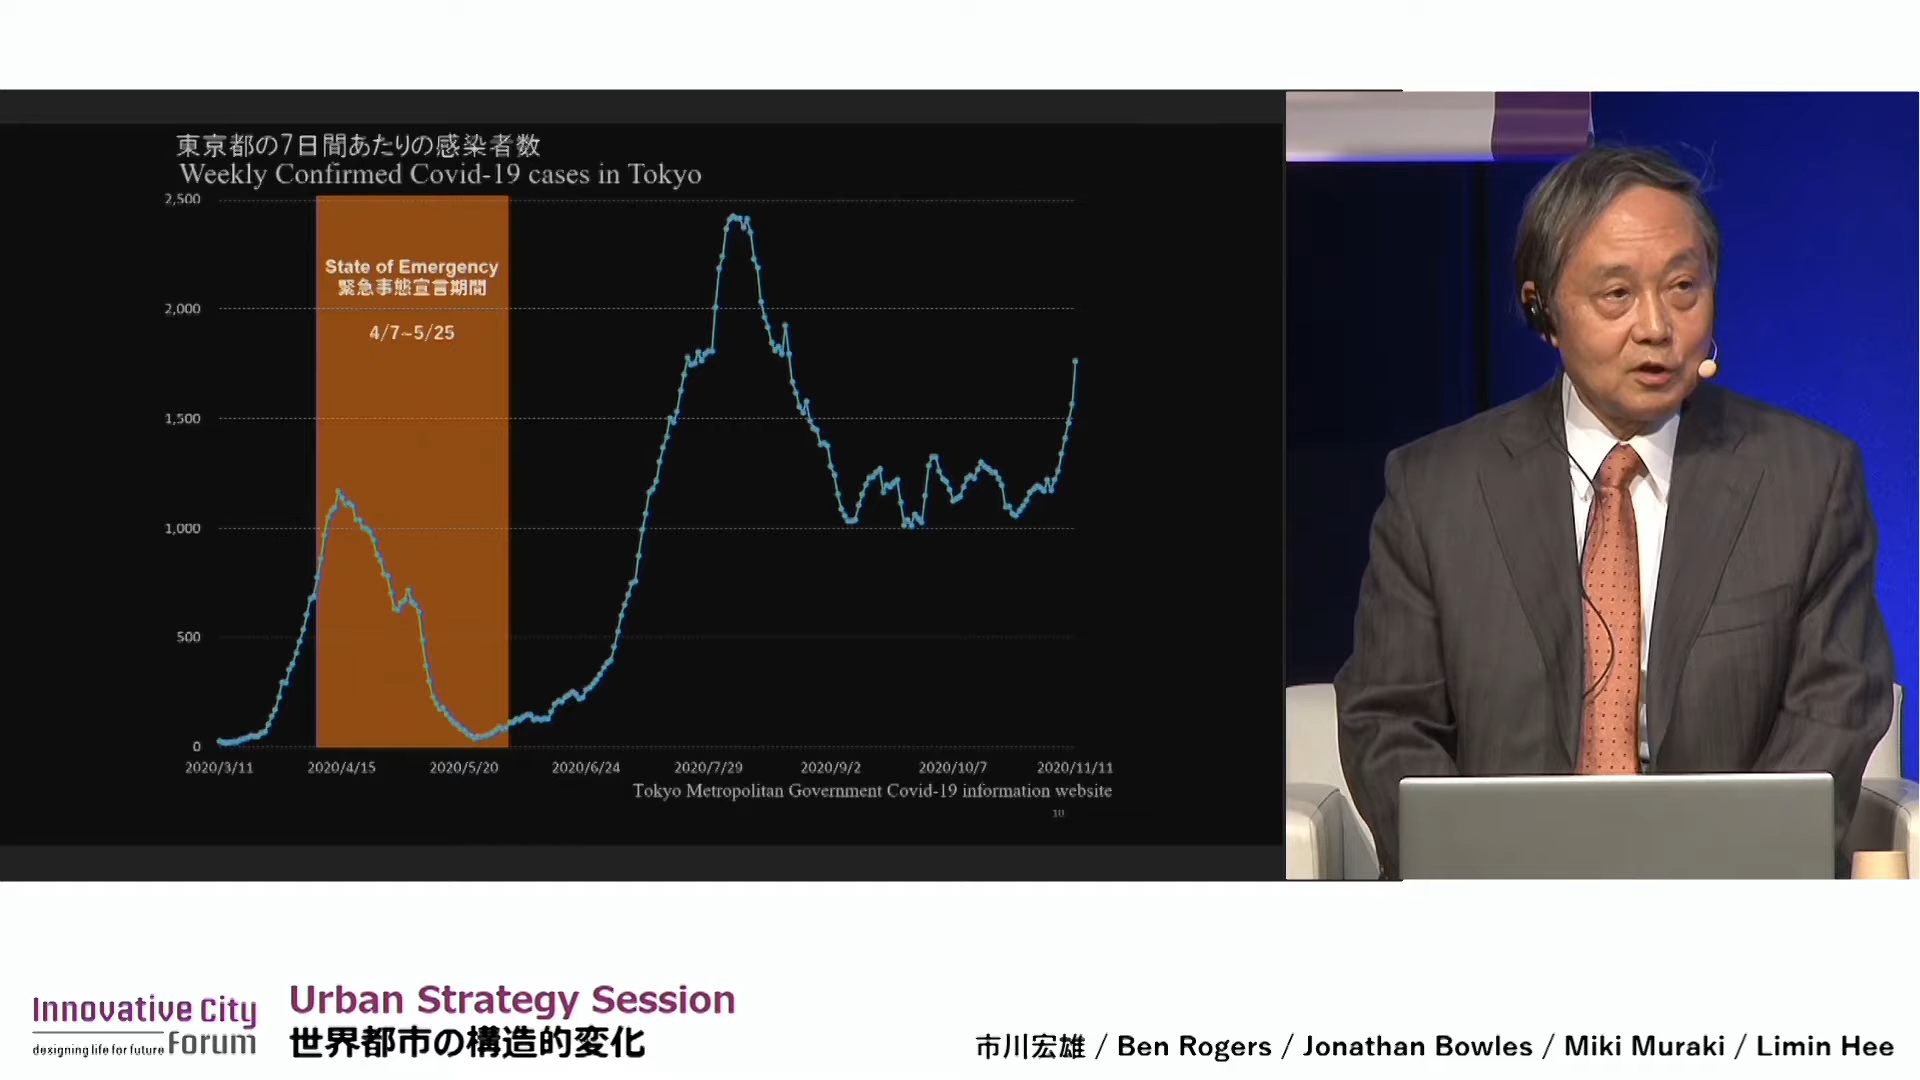 東京都の7日間あたりの感染者数
Weekly Confirmed Covid-19 cases in Tokyo
2,500
2,000
1,500
1,000
500
0
State of Emergency
緊急事態宣言期間
4/7~5/25
2020/3/11 2020/4/15 2020/5/20 2020/6/24 2020/7/29 2020/9/2 2020/10/7 2020/11/11
Tokyo Metropolitan Government Covid-19 information website
10
Innovative City
Forum
designing life for future
Urban Strategy Session
世界都市の構造的変化
市川宏雄 / Ben Rogers / Jonathan Bowles / Miki Muraki / Limin Hee